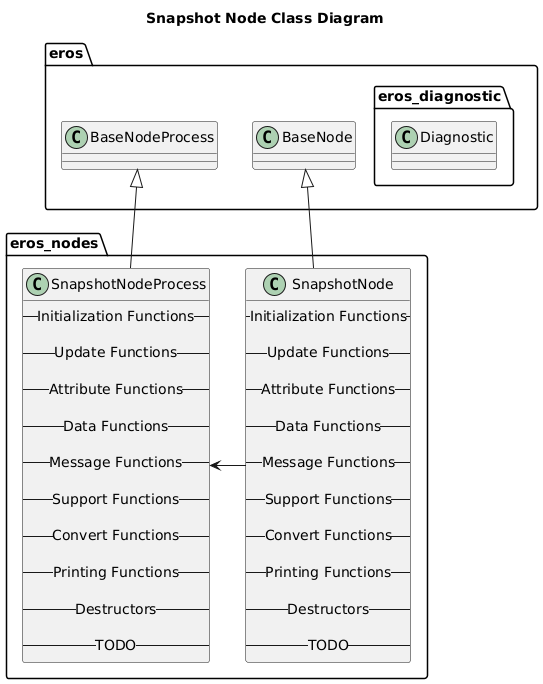 Snapshot Node Class Diagram
eros
eros_diagnostic
C BaseNodeProcess
C BaseNode
C Diagnostic
eros_nodes
C SnapshotNodeProcess
Initialization Functions
Update Functions
Attribute Functions
Data Functions
Message Functions
Support Functions
Convert Functions
Printing Functions
Destructors
TODO
C SnapshotNode
Initialization Functions
Update Functions
Attribute Functions
Data Functions
Message Functions
Support Functions
Convert Functions
Printing Functions
Destructors
TODO